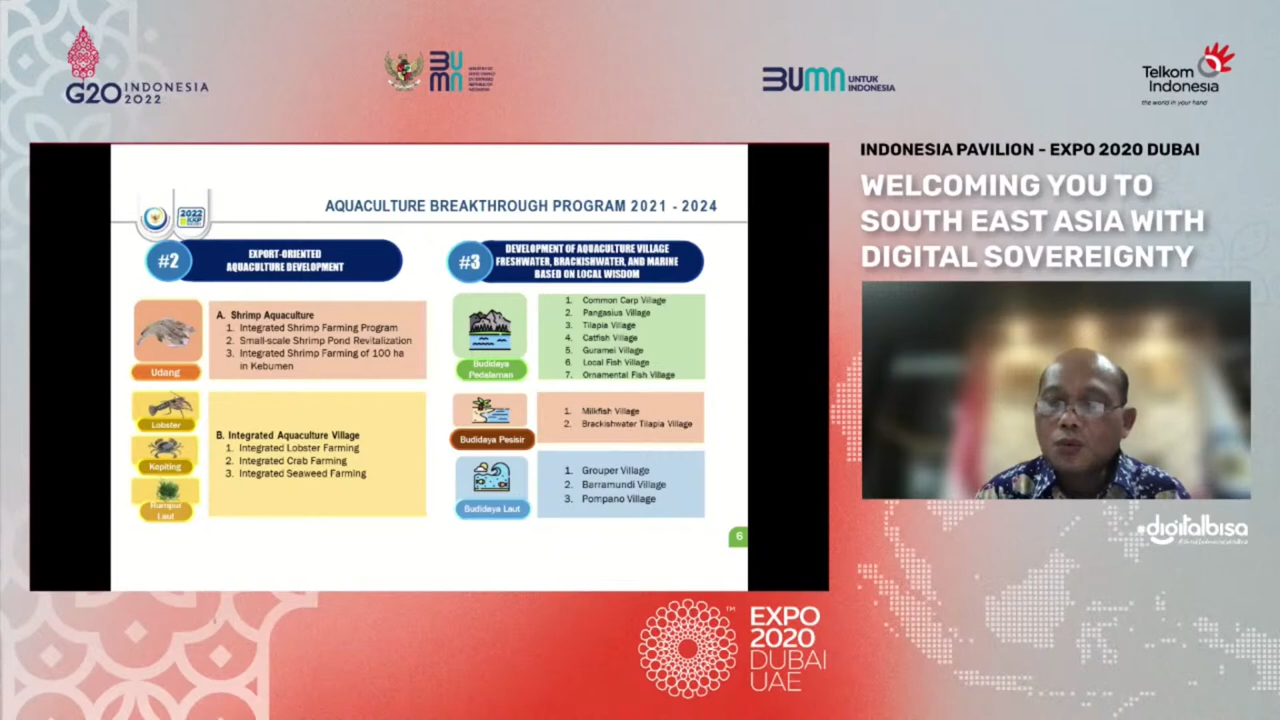 G20 INDONESIA
2022
BUMN
BUMN UNTUK
INDONESIA
Telkom
Indonesia
the world in your hand
INDONESIA PAVILION - EXPO 2020 DUBAI
WELCOMING YOU TO
SOUTH EAST ASIA WITH
DIGITAL SOVEREIGNTY
2022
KKP
AQUACULTURE BREAKTHROUGH PROGRAM 2021 - 2024
#2
EXPORT-ORIENTED
AQUACULTURE DEVELOPMENT
Udang
A. Shrimp Aquaculture
1. Integrated Shrimp Farming Program
2. Small-scale Shrimp Pond Revitalization
3. Integrated Shrimp Farming of 100 ha
in Kebumen
Lobster
Kepiting
Rumput
Laut
B. Integrated Aquaculture Village
1. Integrated Lobster Farming
2. Integrated Crab Farming
3. Integrated Seaweed Farming
#3
DEVELOPMENT OF AQUACULTURE VILLAGE
FRESHWATER, BRACKISHWATER, AND MARINE
BASED ON LOCAL WISDOM
Budidaya
Pedalaman
1. Common Carp Village
2. Pangasius Village
3. Tilapia Village
4. Catfish Village
5. Guramei Village
6. Local Fish Village
7. Ornamental Fish Village
Budidaya Pesisir
1. Milkfish Village
2. Brackishwater Tilapia Village
Budidaya Laut
1. Grouper Village
2. Barramundi Village
3. Pompano Village
6
digitalbisa
EXPO
2020
DUBAI
UAE
TM